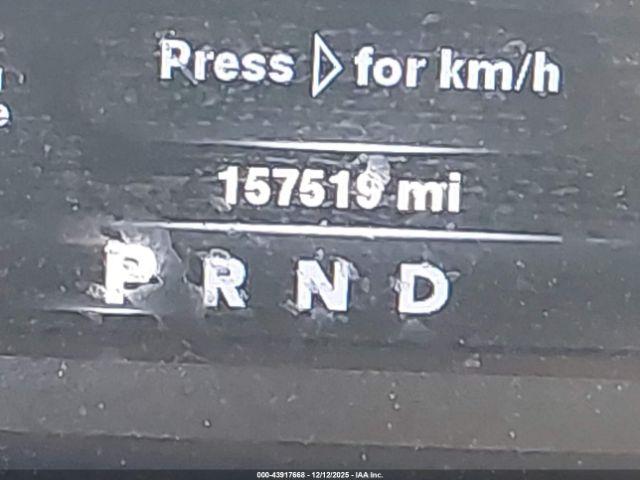 Press ▷ for km/h
157519 mi
P R N D
000-43917668 - 12/12/2025 - IAA Inc.